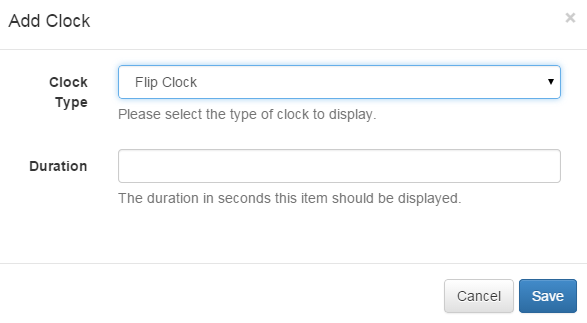 Add Clock ×
Clock
Type
Flip Clock
Please select the type of clock to display.
Duration
The duration in seconds this item should be displayed.
Cancel Save